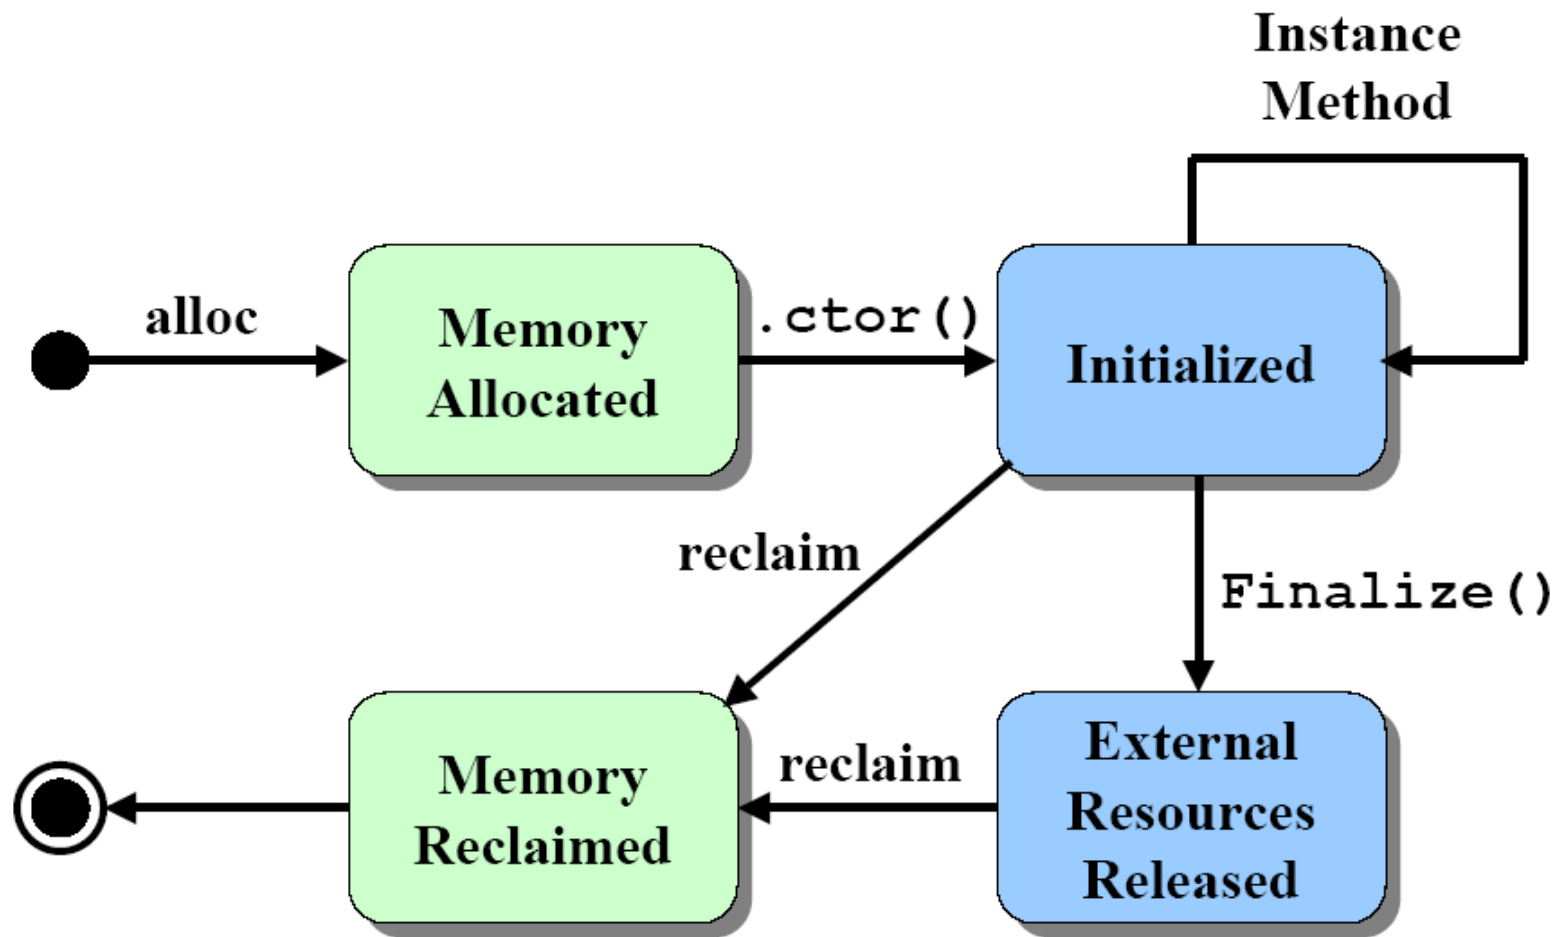 Instance
Method
alloc
Memory
Allocated
.ctor()
Initialized
reclaim
Finalize()
Memory
Reclaimed
reclaim
External
Resources
Released